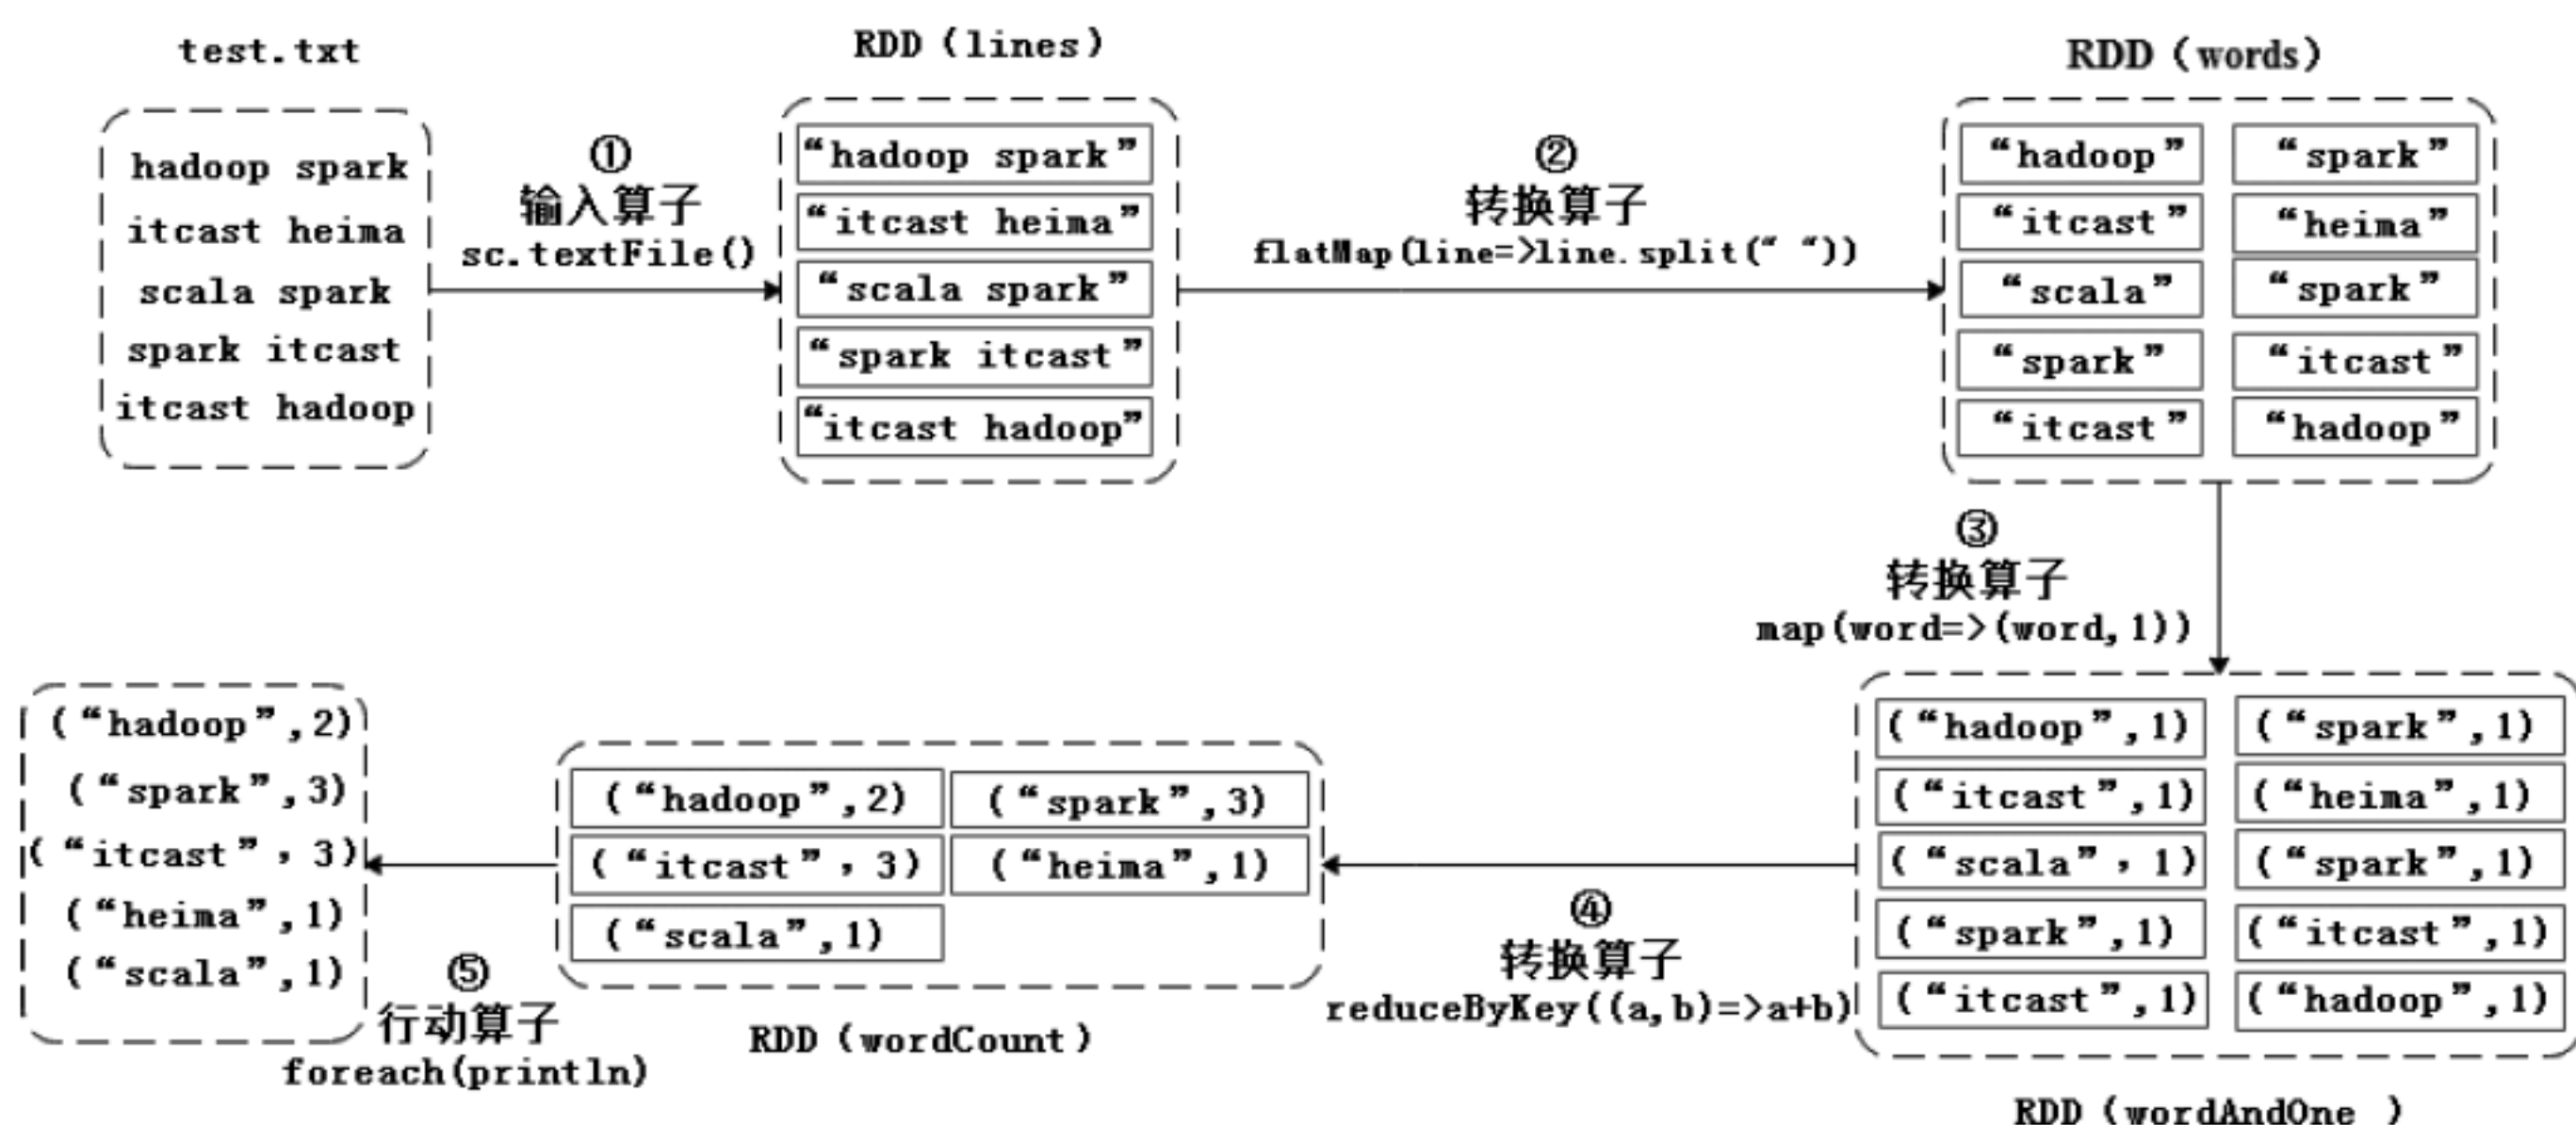 test.txt
hadoop spark
itcast heima
scala spark
spark itcast
itcast hadoop
①
输入算子
sc.textFile()
RDD（lines）
“hadoop spark”
“itcast heima”
“scala spark”
“spark itcast”
“itcast hadoop”
②
转换算子
flatMap(line=>line.split(“ “))
RDD（words）
“hadoop” “spark”
“itcast” “heima”
“scala” “spark”
“spark” “itcast”
“itcast” “hadoop”
③
转换算子
map(word=>(word,1))
(“hadoop”,1) (“spark”,1)
(“itcast”,1) (“heima”,1)
(“scala”，1) (“spark”,1)
(“spark”,1) (“itcast”,1)
(“itcast”,1) (“hadoop”,1)
RDD（wordAndOne ）
④
转换算子
reduceByKey((a,b)=>a+b)
(“hadoop”,2) (“spark”,3)
(“itcast”，3) (“heima”,1)
(“scala”,1)
RDD（wordCount）
⑤
行动算子
foreach(println)
(“hadoop”,2)
(“spark”,3)
(“itcast”，3)
(“heima”,1)
(“scala”,1)